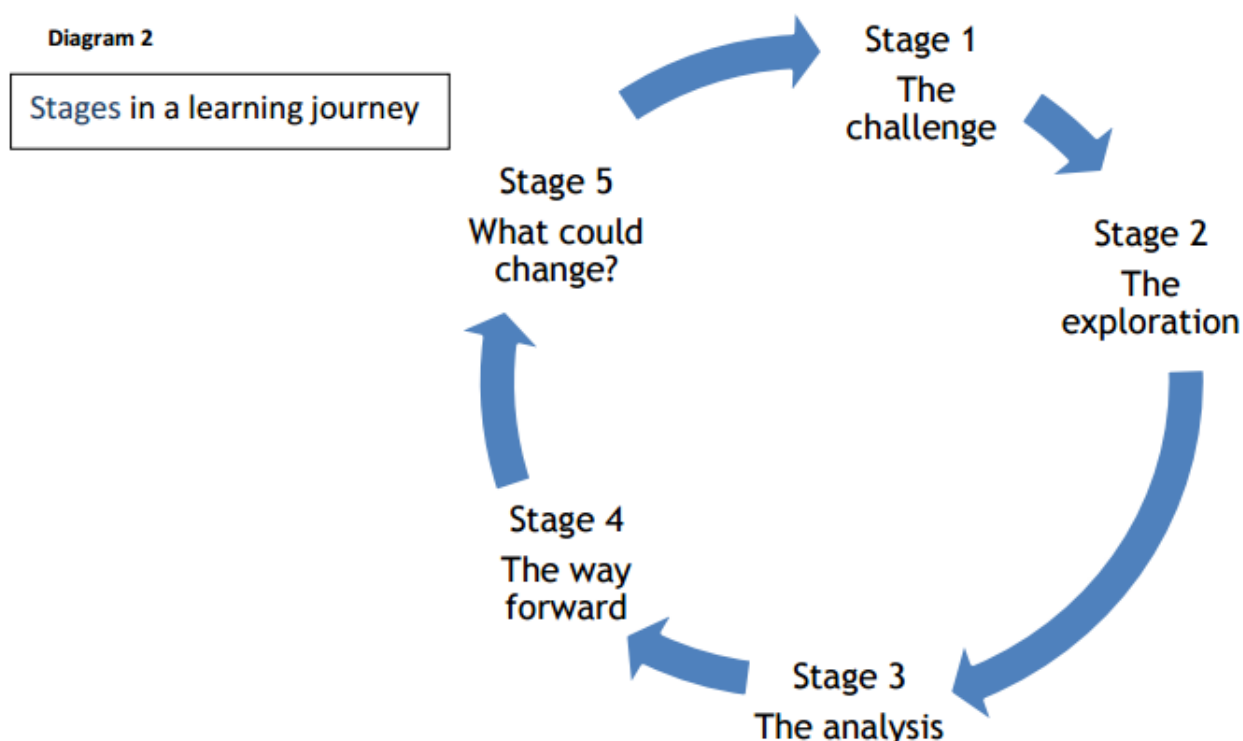 Diagram 2
Stages in a learning journey
Stage 1
The
challenge
Stage 2
The
exploration
Stage 3
The analysis
Stage 4
The way
forward
Stage 5
What could
change?